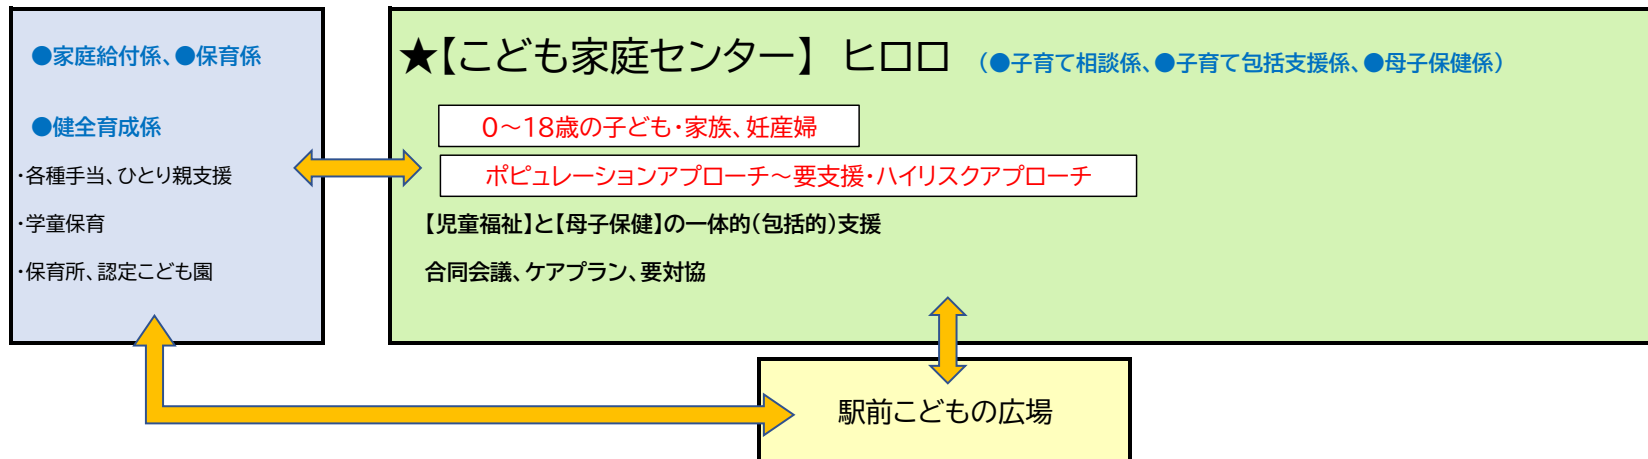 ●家庭給付係、●保育係
●健全育成係
・各種手当、ひとり親支援
・学童保育
・保育所、認定こども園
★【こども家庭センター】 ヒロロ （●子育て相談係、●子育て包括支援係、●母子保健係）
０～18歳の子ども・家族、妊産婦
ポピュレーションアプローチ～要支援・ハイリスクアプローチ
【児童福祉】と【母子保健】の一体的（包括的）支援
合同会議、ケアプラン、要対協
駅前こどもの広場